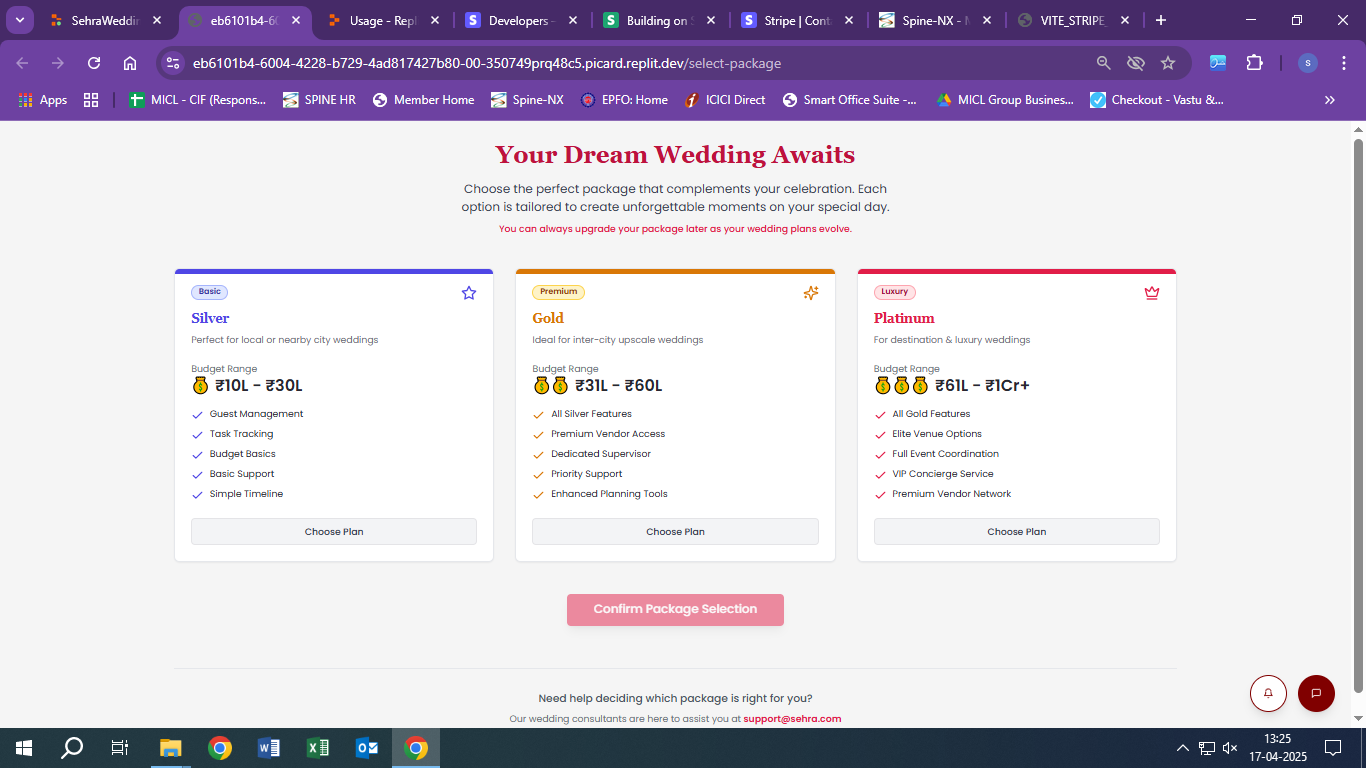 SehraWeddin
eb6101b4-60
Usage - Repl
Developers -
Building on S
Stripe | Cont
Spine-NX - N
VITE_STRIPE_
eb6101b4-6004-4228-b729-4ad817427b80-00-350749prq48c5.picard.replit.dev/select-package
S
Apps
MICL - CIF (Respons...
SPINE HR
Member Home
Spine-NX
EPFO: Home
ICICI Direct
Smart Office Suite -...
MICL Group Busines...
Checkout - Vastu &...
Your Dream Wedding Awaits
Choose the perfect package that complements your celebration. Each
option is tailored to create unforgettable moments on your special day.
You can always upgrade your package later as your wedding plans evolve.
Basic
Silver
Perfect for local or nearby city weddings
Budget Range
₹10L - ₹30L
Guest Management
Task Tracking
Budget Basics
Basic Support
Simple Timeline
Choose Plan
Premium
Gold
Ideal for inter-city upscale weddings
Budget Range
₹31L - ₹60L
All Silver Features
Premium Vendor Access
Dedicated Supervisor
Priority Support
Enhanced Planning Tools
Choose Plan
Luxury
Platinum
For destination & luxury weddings
Budget Range
₹61L - ₹1Cr+
All Gold Features
Elite Venue Options
Full Event Coordination
VIP Concierge Service
Premium Vendor Network
Choose Plan
Confirm Package Selection
Need help deciding which package is right for you?
Our wedding consultants are here to assist you at support@sehra.com
13:25
17-04-2025